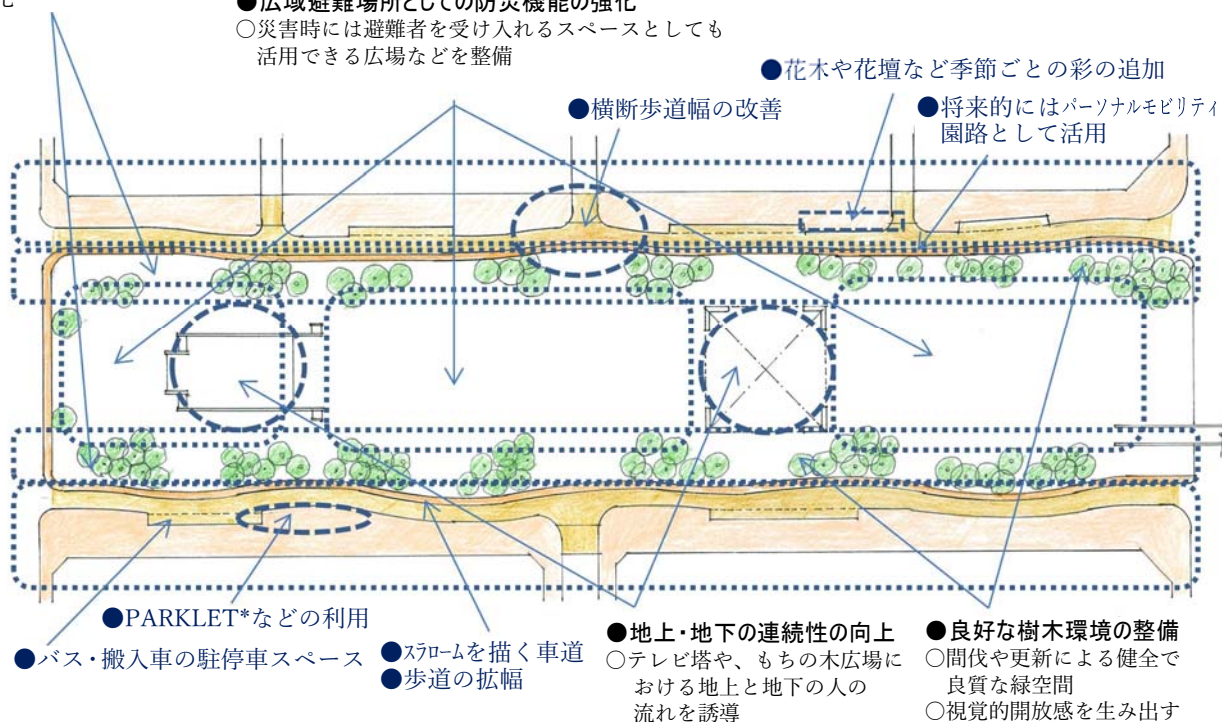 ●広域避難場所としての防災機能の強化
○災害時には避難者を受け入れるスペースとしても
活用できる広場などを整備
●花木や花壇など季節ごとの彩の追加
●横断歩道幅の改善
●将来的にはパーソナルモビリティ
園路として活用
●PARKLET*などの利用
●バス・搬入車の駐停車スペース
●スラロームを描く車道
●歩道の拡幅
●地上・地下の連続性の向上
○テレビ塔や、もちの木広場に
おける地上と地下の人の
流れを誘導
●良好な樹木環境の整備
○間伐や更新による健全で
良質な緑空間
○視覚的開放感を生み出す